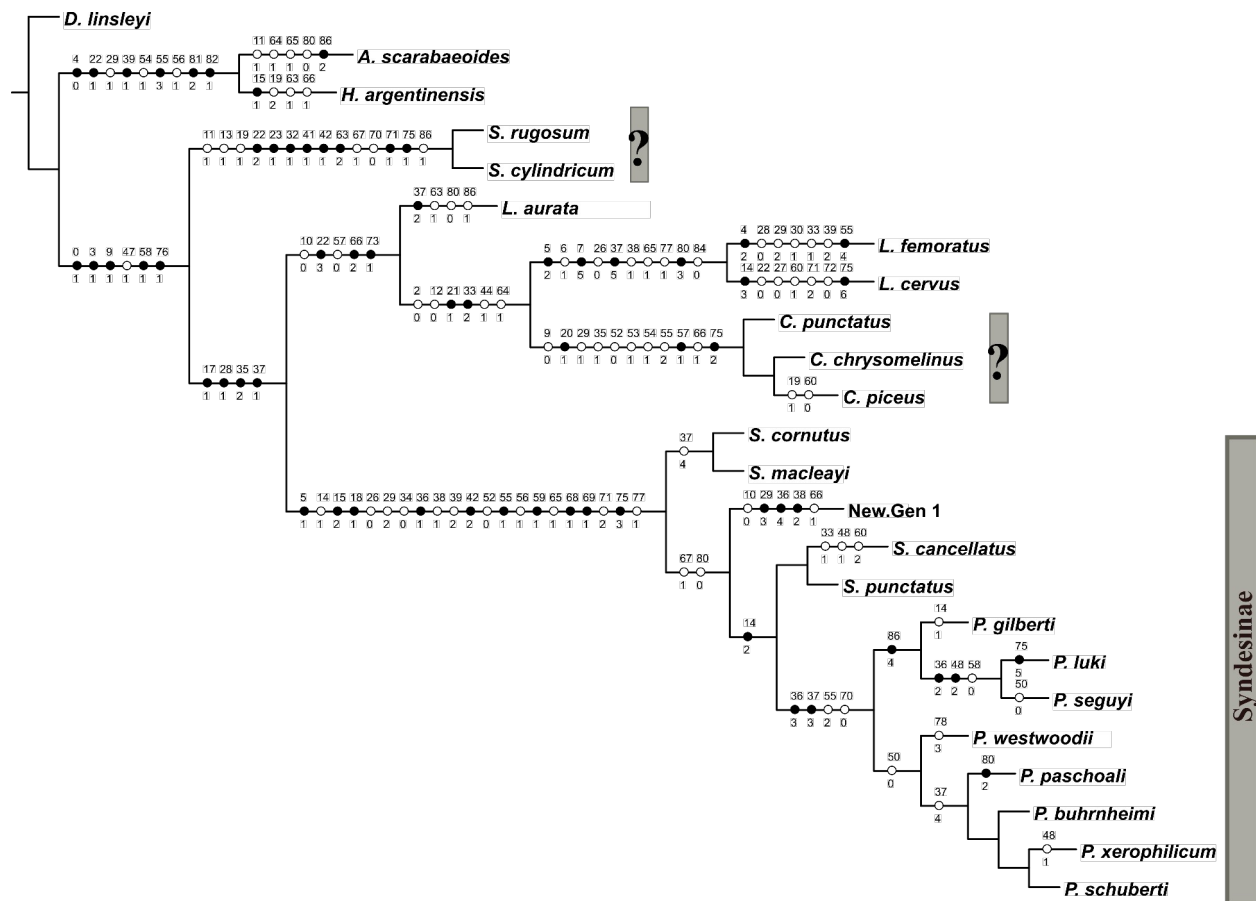 D. linsleyi
11 64 65 80 86
4 22 29 39 54 55 56 81 82
A. scarabaeoides
1 1 1 0 2
0 1 1 1 1 3 1 2 1
15 19 63 66
H. argentinensis
1 2 1 1
S. rugosum
11 13 19 22 23 32 41 42 63 67 70 71 75 86
?
1 1 1 2 1 1 1 1 2 1 0 1 1 1
S. cylindricum
37 63 80 86
L. aurata
2 1 0 1
10 22 57 66 73
4 28 29 30 33 39 55
0 3 0 2 1
L. femoratus
5 6 7 26 37 38 65 77 80 84
2 0 2 1 1 2 4
0 3 9 47 58 76
2 1 5 0 5 1 1 1 3 0
14 22 27 60 71 72 75
L. cervus
1 1 1 1 1 1
3 0 0 1 2 0 6
2 12 21 33 44 64
0 0 1 2 1 1
C. punctatus
9 20 29 35 52 53 54 55 57 66 75
?
0 1 1 1 0 1 1 2 1 1 2
C. chrysomelinus
17 28 35 37
19 60
C. piceus
1 1 2 1
1 0
S. cornutus
37
4
S. macleayi
5 14 15 18 26 29 34 36 38 39 42 52 55 56 59 65 68 69 71 75 77
10 29 36 38 66
New.Gen 1
1 1 2 1 0 2 0 1 1 2 2 0 1 1 1 1 1 1 2 3 1
0 3 4 2 1
33 48 60
S. cancellatus
67 80
1 1 2
1 0
S. punctatus
14
P. gilberti
14
1
86
2
4
75
P. luki
36 48 58
5
2 2 0
50
P. seguyi
36 37 55 70
0
3 3 2 0
78
P. westwoodii
3
50
80
P. paschoali
0
2
37
4
P. buhrnheimi
48
P. xerophilicum
1
P. schuberti
Syndesinae